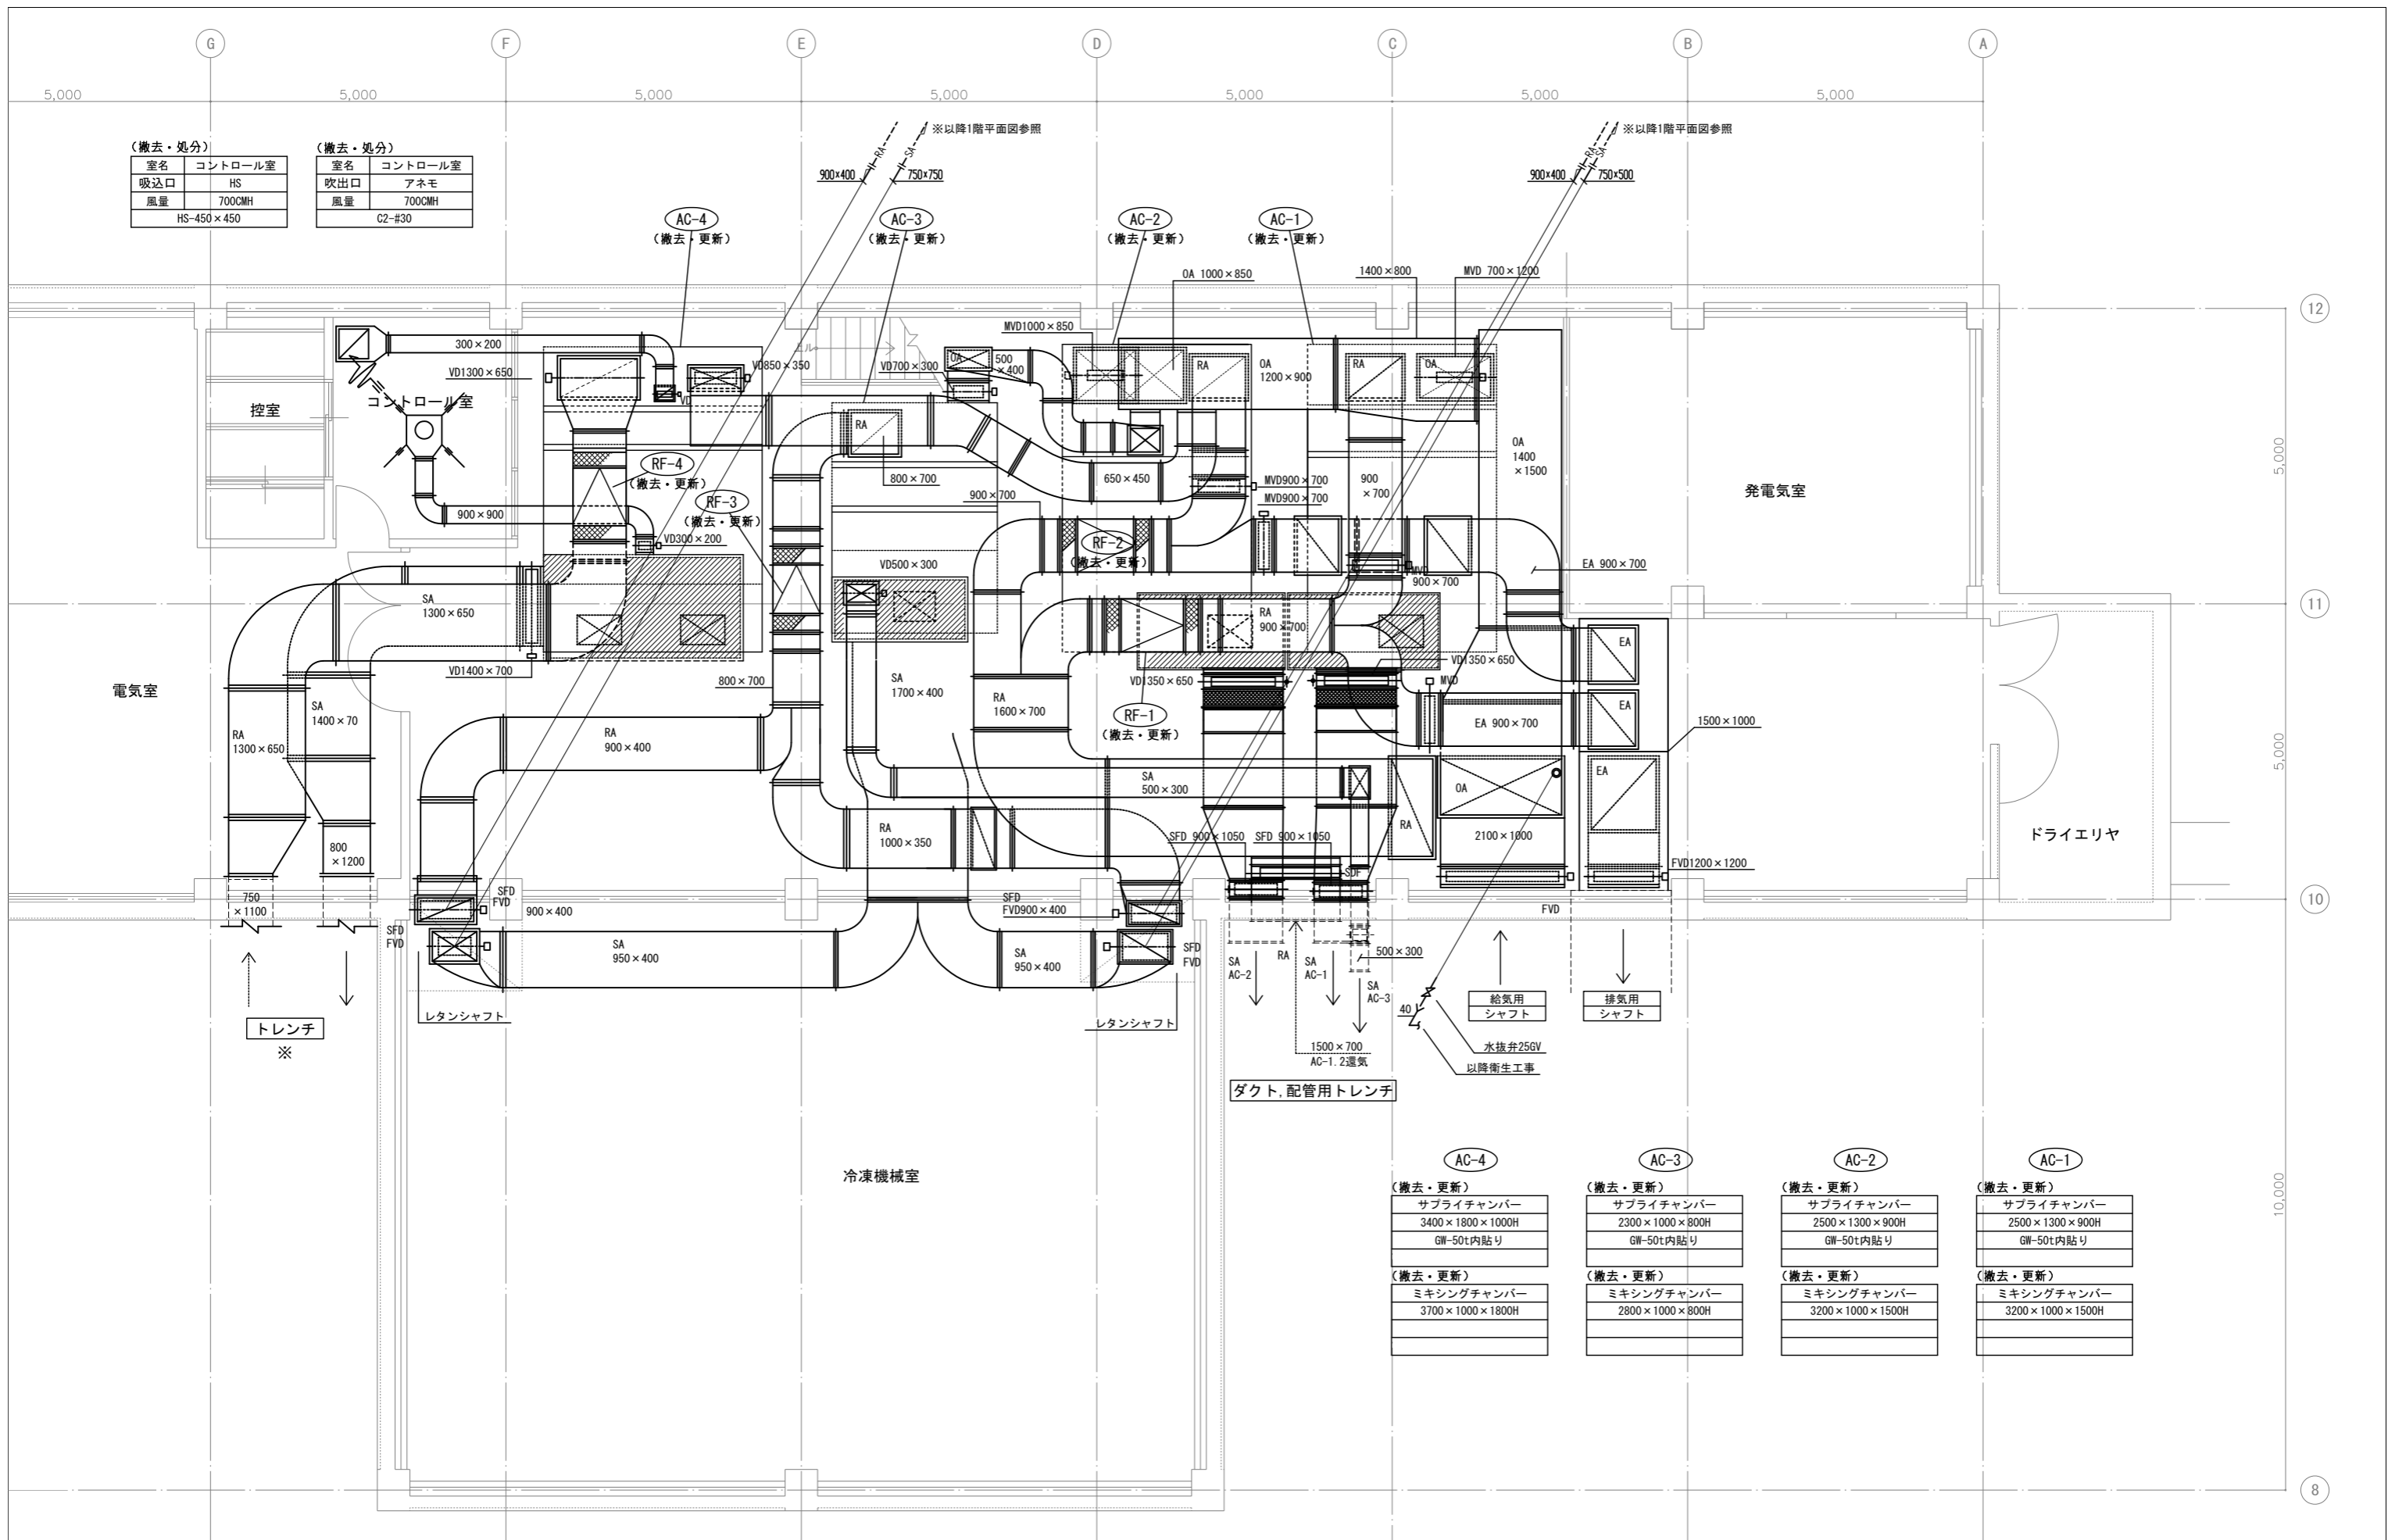 G
F
E
D
C
B
A
5,000
5,000
5,000
5,000
5,000
5,000
5,000
(撤去・処分)
室名
コントロール室
吸込口
HS
風量
700CMH
HS-450×450
(撤去・処分)
室名
コントロール室
吹出口
アネモ
風量
700CMH
C2-#30
※以降1階平面図参照
RA
SA
900×400
750×750
※以降1階平面図参照
RA
SA
900×400
750×500
AC-4
(撤去・更新)
AC-3
(撤去・更新)
AC-2
(撤去・更新)
AC-1
(撤去・更新)
OA 1000×850
1400×800
MVD 700×1200
12
MVD1000×850
300×200
上ル
VD1300×650
VD850×350
VD
VD700×300
OA
500
×400
RA
OA
1200×900
RA
OA
控室
コントロール室
RA
OA
1400
×1500
5,000
RF-4
(撤去・更新)
RF-3
(撤去・更新)
800×700
650×450
900×700
MVD900×700
MVD900×700
900
×700
発電気室
900×900
VD300×200
RF-2
(撤去・更新)
VD500×300
MVD
900×700
EA 900×700
11
SA
1300×650
RA
900×700
VD1400×700
電気室
800×700
SA
1700×400
VD1350×650
VD1350×650
EA
MVD
SA
1400×70
RA
1600×700
RF-1
(撤去・更新)
EA
EA 900×700
1500×1000
RA
1300×650
RA
900×400
5,000
SA
500×300
OA
EA
RA
1000×350
RA
SFD 900×1050
SFD 900×1050
2100×1000
ドライエリヤ
800
×1200
SDF
FVD1200×1200
750
×1100
SFD
FVD
900×400
SFD
FVD900×400
FVD
10
SFD
FVD
SA
950×400
SA
950×400
SFD
FVD
SA
AC-2
RA
SA
AC-1
500×300
SA
AC-3
レタンシャフト
レタンシャフト
給気用
シャフト
排気用
シャフト
40
トレンチ
※
1500×700
AC-1.2還気
水抜弁25GV
以降衛生工事
ダクト,配管用トレンチ
冷凍機械室
10,000
AC-4
(撤去・更新)
サプライチャンバー
3400×1800×1000H
GW-50t内貼り
(撤去・更新)
ミキシングチャンバー
3700×1000×1800H
AC-3
(撤去・更新)
サプライチャンバー
2300×1000×800H
GW-50t内貼り
(撤去・更新)
ミキシングチャンバー
2800×1000×800H
AC-2
(撤去・更新)
サプライチャンバー
2500×1300×900H
GW-50t内貼り
(撤去・更新)
ミキシングチャンバー
3200×1000×1500H
AC-1
(撤去・更新)
サプライチャンバー
2500×1300×900H
GW-50t内貼り
(撤去・更新)
ミキシングチャンバー
3200×1000×1500H
8